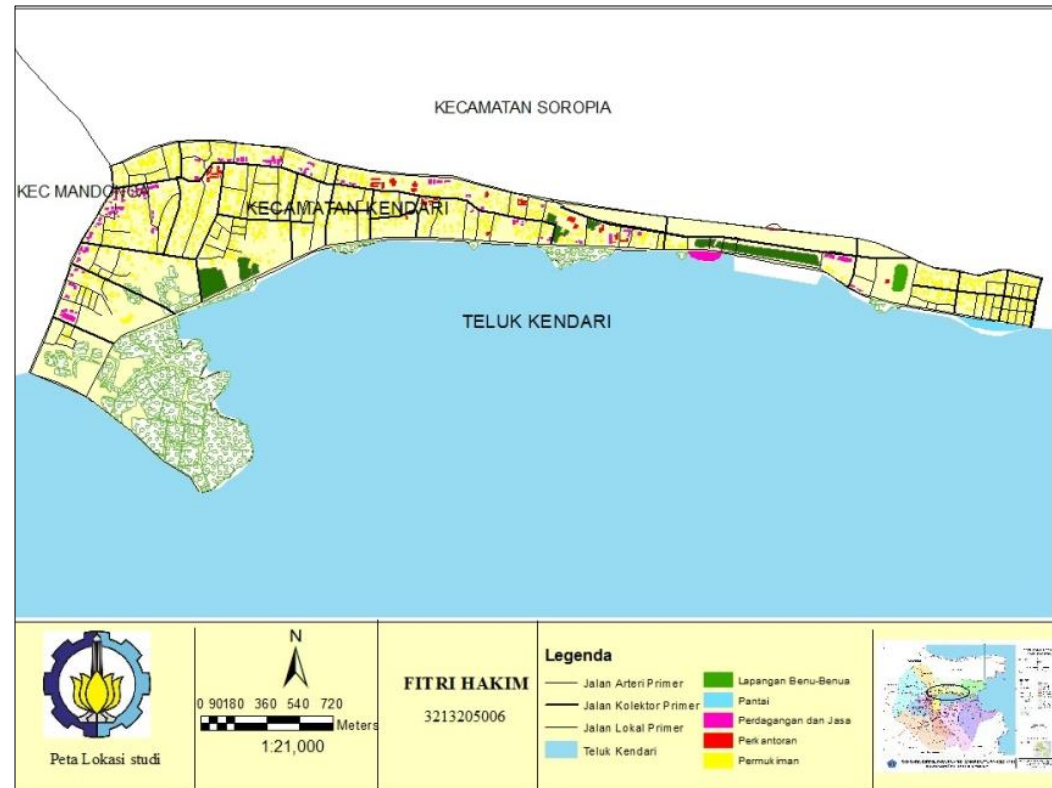 KECAMATAN SOROPIA
KEC MANDONGA
KECAMATAN KENDARI
TELUK KENDARI
Peta Lokasi studi
N
0 90180 360 540 720
Meters
1:21,000
FITRI HAKIM
3213205006
Legenda
Jalan Arteri Primer
Jalan Kolektor Primer
Jalan Lokal Primer
Teluk Kendari
Lapangan Benu-Benua
Pantai
Perdagangan dan Jasa
Perkantoran
Permukiman